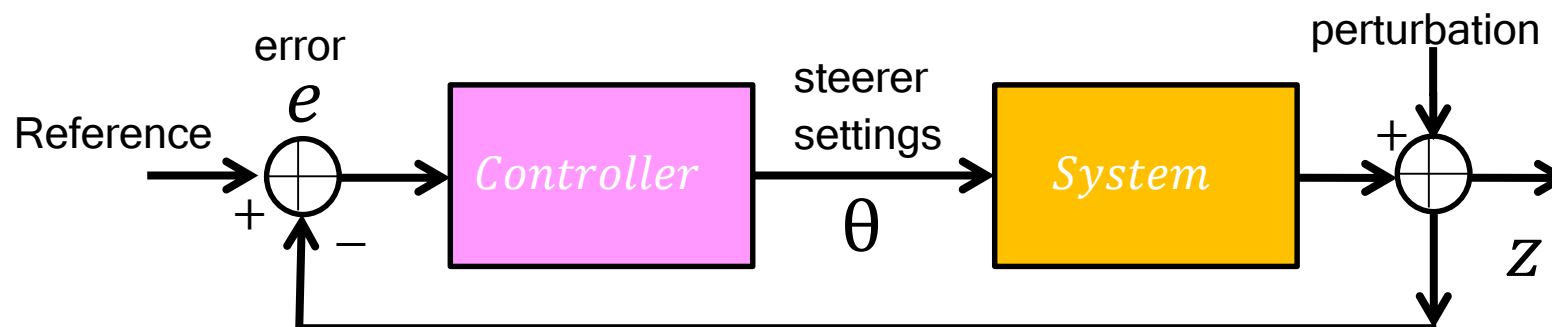 perturbation
error
e
steerer
settings
Reference
Controller
System
+
+
−
θ
z